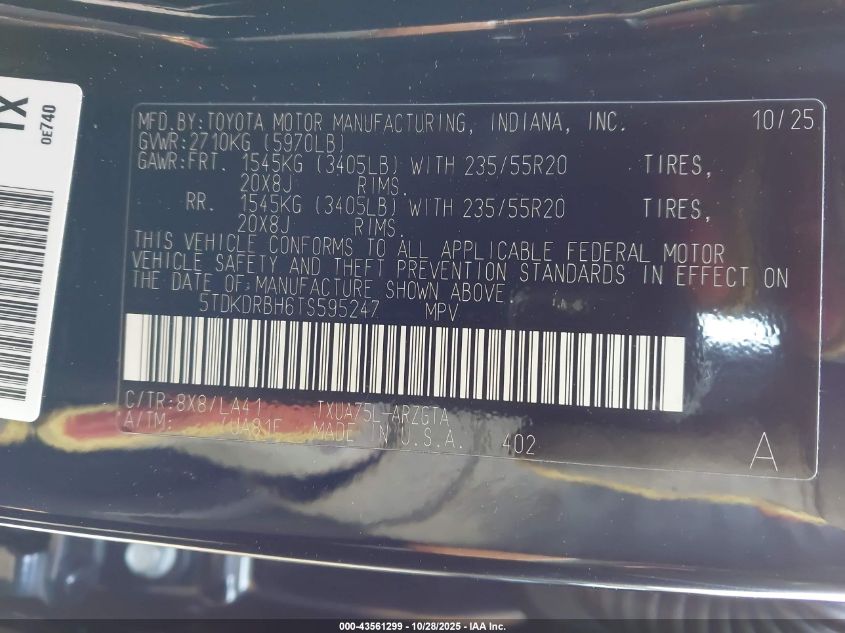 TX
0E740
MFD.BY:TOYOTA MOTOR MANUFACTURING, INDIANA, INC. 10/25
GVWR:2710KG (5970LB)
GAWR:FRT. 1545KG (3405LB) WITH 235/55R20 TIRES,
20X8J RIMS.
RR. 1545KG (3405LB) WITH 235/55R20 TIRES,
20X8J RIMS.
THIS VEHICLE CONFORMS TO ALL APPLICABLE FEDERAL MOTOR
VEHICLE SAFETY AND THEFT PREVENTION STANDARDS IN EFFECT ON
THE DATE OF MANUFACTURE SHOWN ABOVE.
5TDKDRBH6TS595247 MPV
C/TR:8X8/LA41 TXUA75L-ARZGTA
A/TM: /UA81F MADE IN U.S.A. 402
A
000-43561299 - 10/28/2025 - IAA Inc.